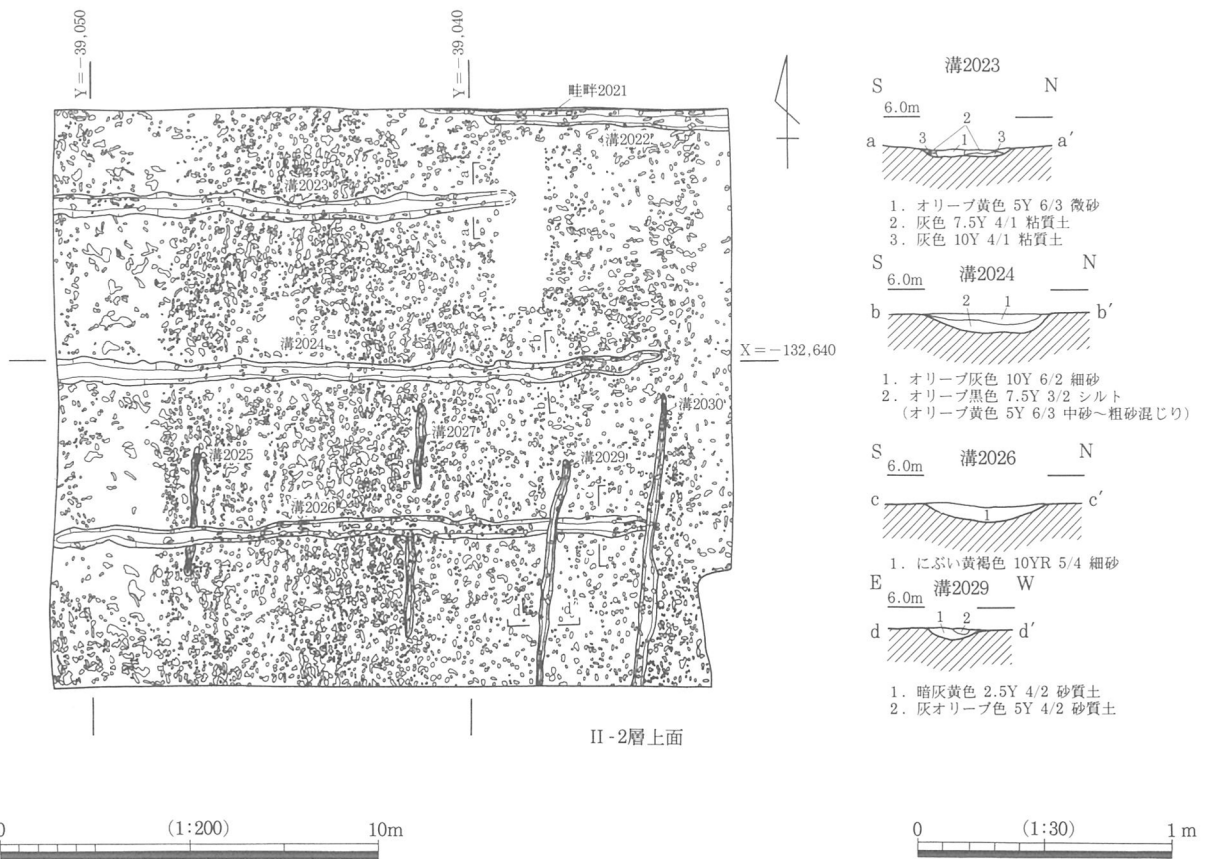 Y=-39,050
Y=-39,040
畦畔2021
溝2022
溝2023
a
a′
溝2024
b
b′
X=-132,640
溝2030
溝2027
溝2025
溝2029
溝2026
d
d′
II-2層上面
0 (1:200) 10m
溝2023
S N
6.0m
2
3 1 3
a a′
1. オリーブ黄色 5Y 6/3 微砂
2. 灰色 7.5Y 4/1 粘質土
3. 灰色 10Y 4/1 粘質土
S 溝2024 N
6.0m
2 1
b b′
1. オリーブ灰色 10Y 6/2 細砂
2. オリーブ黒色 7.5Y 3/2 シルト
(オリーブ黄色 5Y 6/3 中砂～粗砂混じり)
S 溝2026 N
6.0m
c c′
1
1. にぶい黄褐色 10YR 5/4 細砂
E 溝2029 W
6.0m
1 2
d d′
1. 暗灰黄色 2.5Y 4/2 砂質土
2. 灰オリーブ色 5Y 4/2 砂質土
0 (1:30) 1m